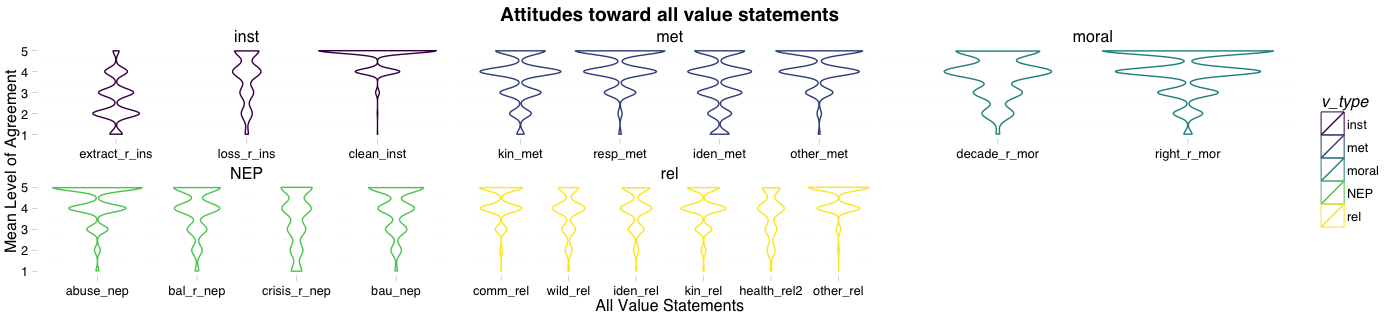 Attitudes toward all value statements
inst met moral
5
4
3
2
1
extract_r_ins loss_r_ins clean_inst kin_met resp_met iden_met other_met decade_r_mor right_r_mor
NEP rel
5
4
3
2
1
abuse_nep bal_r_nep crisis_r_nep bau_nep comm_rel wild_rel iden_rel kin_rel health_rel2 other_rel
All Value Statements
Mean Level of Agreement
v_type
inst
met
moral
NEP
rel